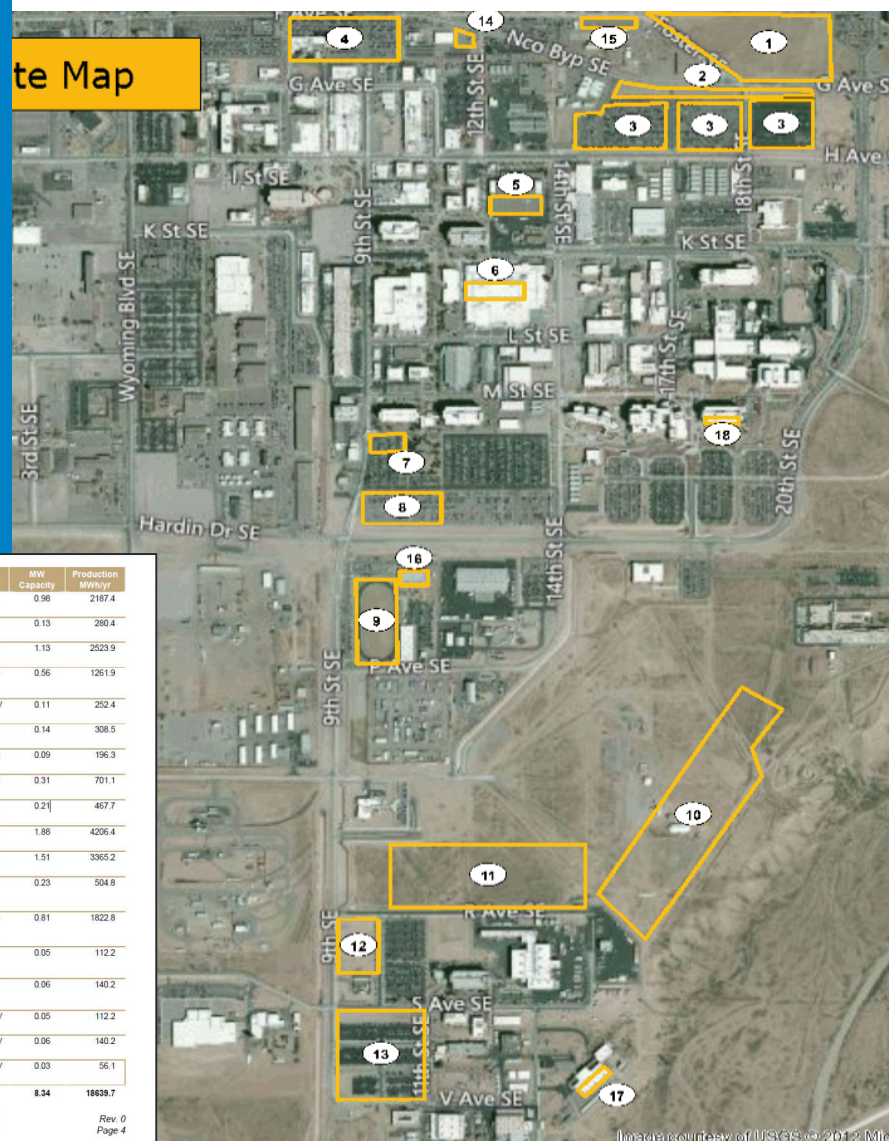 te Map
F Ave SE
4
14
12th St SE
Nco Byp SE
15
Foster SE
1
2
G Ave SE
G Ave S
3
3
3
H Ave
18th St SE
I St SE
5
14th St SE
9th St SE
K St SE
K St SE
Wyoming Blvd SE
6
L St SE
17th St SE
M St SE
3rd St SE
7
18
20th St SE
8
Hardin Dr SE
14th St SE
16
9
P Ave SE
9th St SE
10
11
R Ave SE
9th SE
12
S Ave SE
13
11th St SE
V Ave SE
17
MW Capacity
Production MWh/yr
0.98 2187.4
0.13 280.4
1.13 2523.9
0.56 1261.9
0.11 252.4
0.14 308.5
0.09 196.3
0.31 701.1
0.21 467.7
1.88 4206.4
1.51 3365.2
0.23 504.8
0.81 1822.8
0.05 112.2
0.06 140.2
0.05 112.2
0.06 140.2
0.03 56.1
8.34 18639.7
Rev. 0
Page 4
Image courtesy of USGS © 2012 Mi